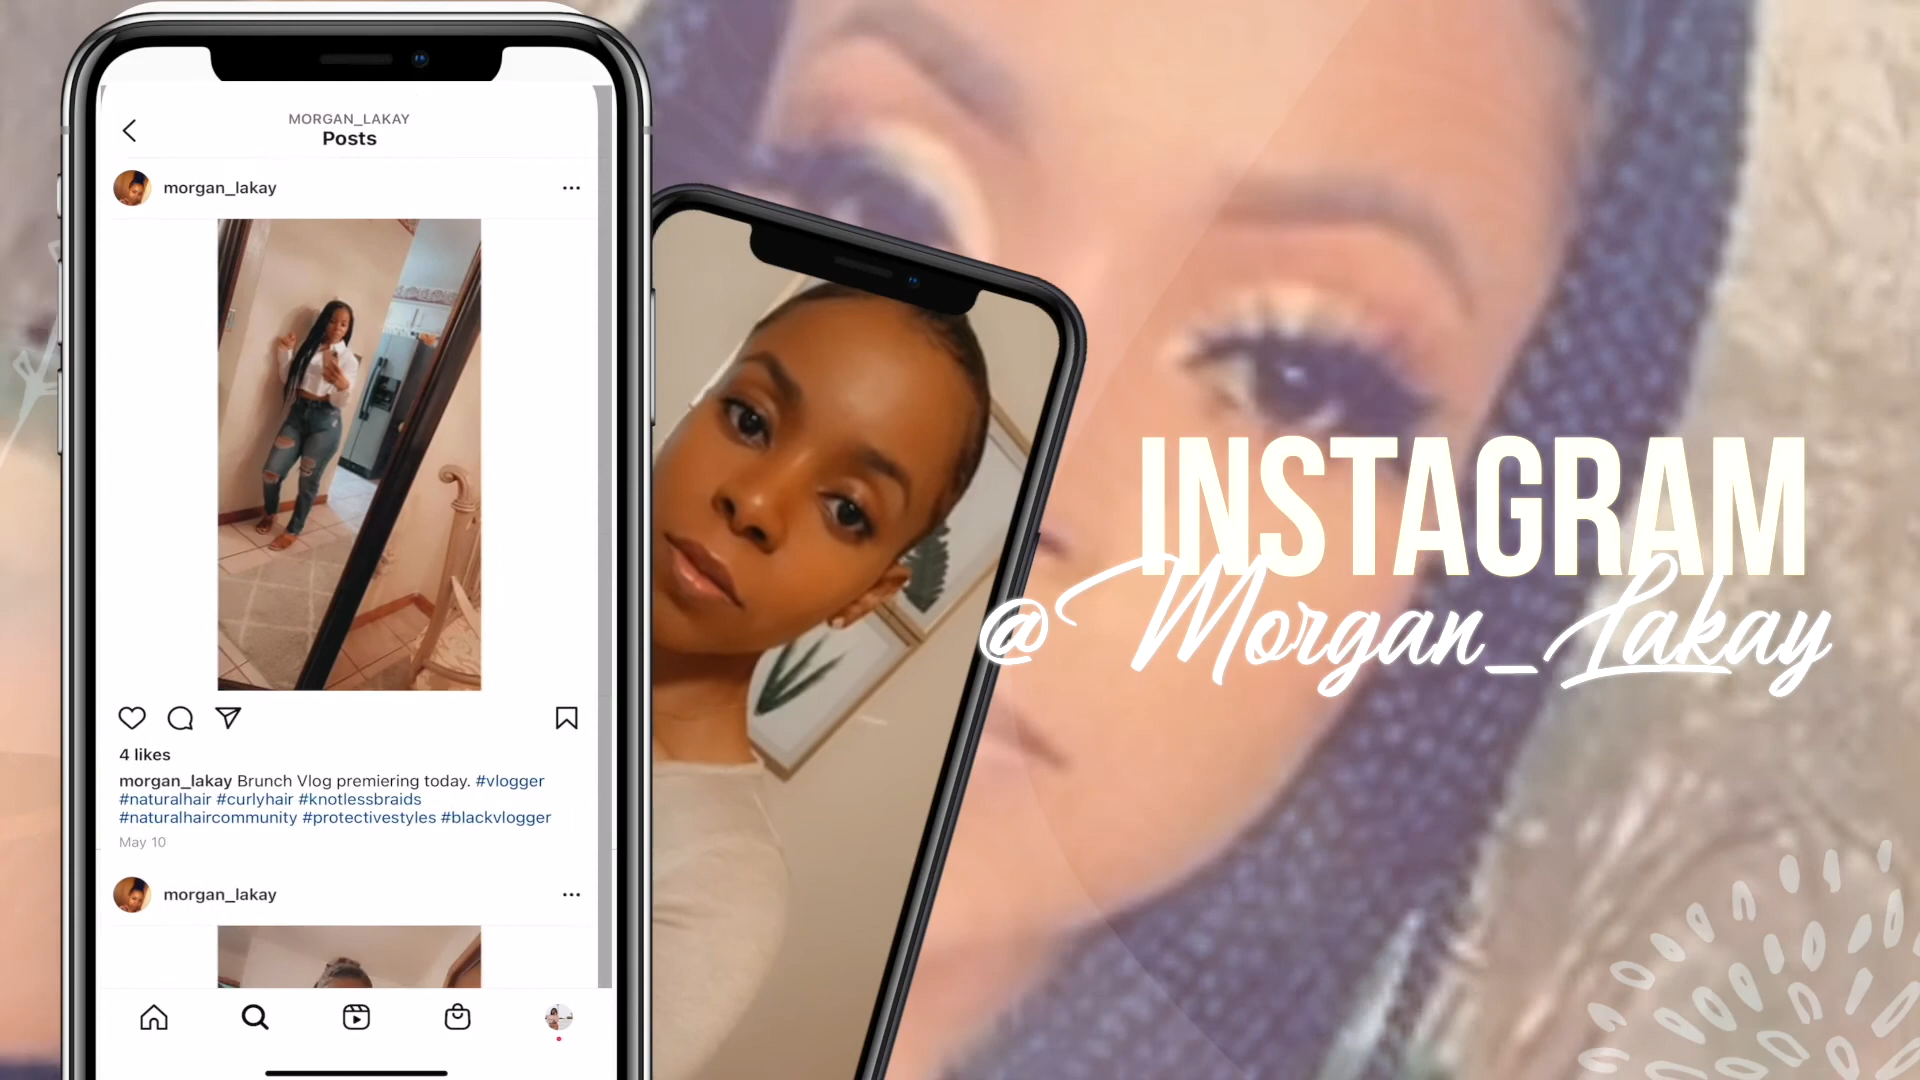 MORGAN_LAKAY
Posts
morgan_lakay
4 likes
morgan_lakay Brunch Vlog premiering today. #vlogger
#naturalhair #curlyhair #knotlessbraids
#naturalhaircommunity #protectivestyles #blackvlogger
May 10
morgan_lakay
INSTAGRAM
@Morgan_Lakay